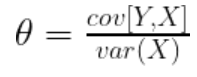 θ = cov[Y,X] / var(X)